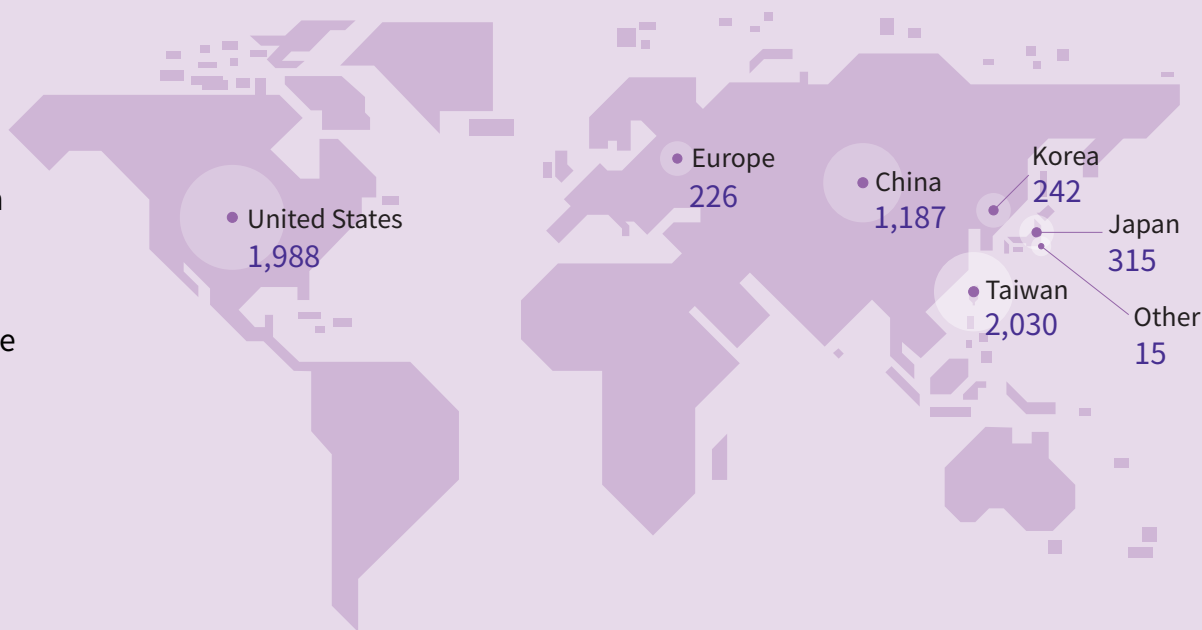 United States
1,988
Europe
226
China
1,187
Korea
242
Japan
315
Taiwan
2,030
Other
15
e